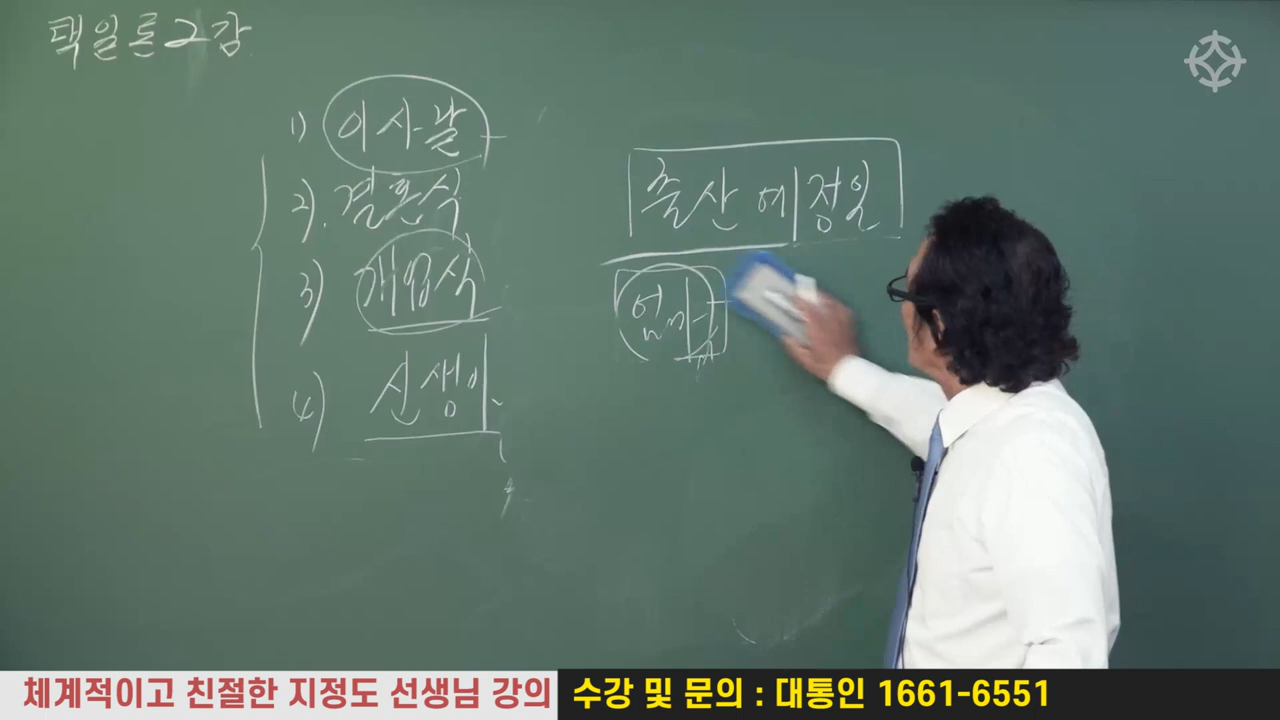 택일론 2강
1) 이사날
2). 결혼식
3) 개업식
4) 신생아
출산 예정일
엄마
체계적이고 친절한 지정도 선생님 강의
수강 및 문의 : 대통인 1661-6551